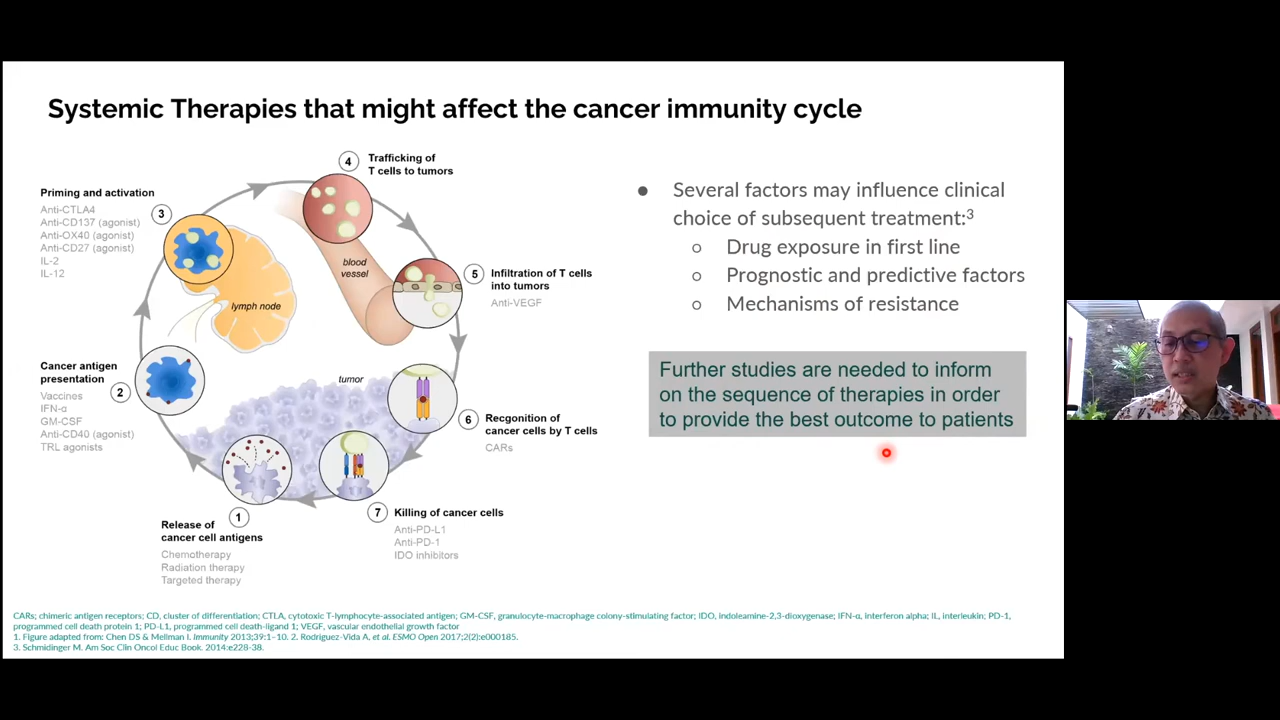 Systemic Therapies that might affect the cancer immunity cycle
4
Trafficking of
T cells to tumors
Priming and activation
3
Anti-CTLA4
Anti-CD137 (agonist)
Anti-OX40 (agonist)
Anti-CD27 (agonist)
IL-2
IL-12
blood
vessel
lymph node
5
Infiltration of T cells
into tumors
Anti-VEGF
Cancer antigen
presentation
2
Vaccines
IFN-α
GM-CSF
Anti-CD40 (agonist)
TRL agonists
tumor
6
Recgonition of
cancer cells by T cells
CARs
1
Release of
cancer cell antigens
Chemotherapy
Radiation therapy
Targeted therapy
7
Killing of cancer cells
Anti-PD-L1
Anti-PD-1
IDO inhibitors
● Several factors may influence clinical
choice of subsequent treatment:3
○ Drug exposure in first line
○ Prognostic and predictive factors
○ Mechanisms of resistance
Further studies are needed to inform
on the sequence of therapies in order
to provide the best outcome to patients
CARs; chimeric antigen receptors; CD, cluster of differentiation; CTLA, cytotoxic T-lymphocyte-associated antigen; GM-CSF, granulocyte-macrophage colony-stimulating factor; IDO, indoleamine-2,3-dioxygenase; IFN-α, interferon alpha; IL, interleukin; PD-1,
programmed cell death protein 1; PD-L1, programmed cell death-ligand 1; VEGF, vascular endothelial growth factor
1. Figure adapted from: Chen DS & Mellman I. Immunity 2013;39:1–10. 2. Rodriguez-Vida A, et al. ESMO Open 2017;2(2):e000185.
3. Schmidinger M. Am Soc Clin Oncol Educ Book. 2014:e228-38.